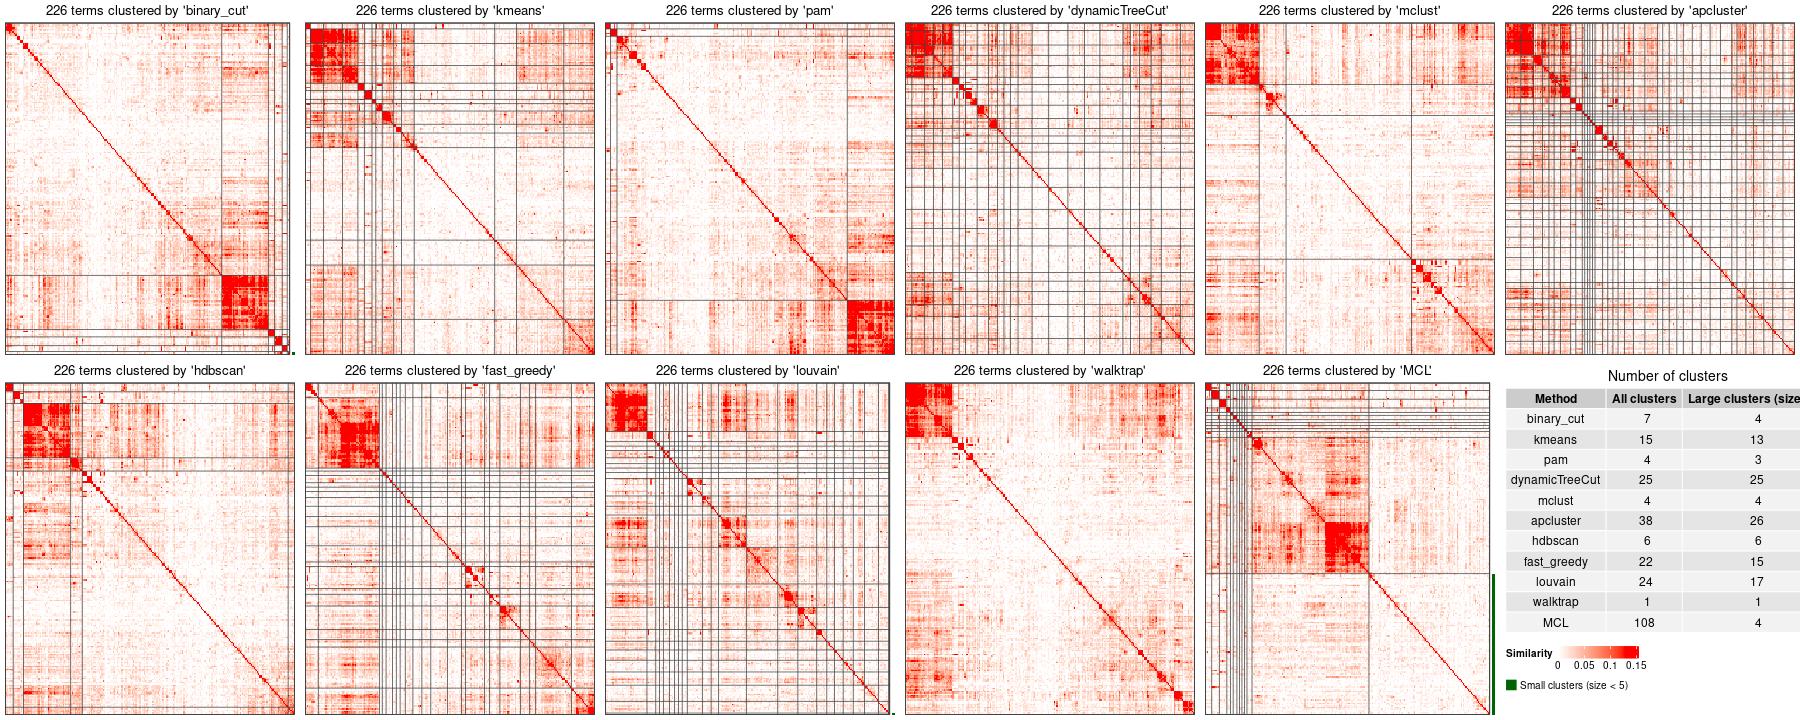 226 terms clustered by 'binary_cut'
226 terms clustered by 'kmeans'
226 terms clustered by 'pam'
226 terms clustered by 'dynamicTreeCut'
226 terms clustered by 'mclust'
226 terms clustered by 'apcluster'
226 terms clustered by 'hdbscan'
226 terms clustered by 'fast_greedy'
226 terms clustered by 'louvain'
226 terms clustered by 'walktrap'
226 terms clustered by 'MCL'
Number of clusters
Method All clusters Large clusters (size
binary_cut 7 4
kmeans 15 13
pam 4 3
dynamicTreeCut 25 25
mclust 4 4
apcluster 38 26
hdbscan 6 6
fast_greedy 22 15
louvain 24 17
walktrap 1 1
MCL 108 4
Similarity
0 0.05 0.1 0.15
Small clusters (size < 5)